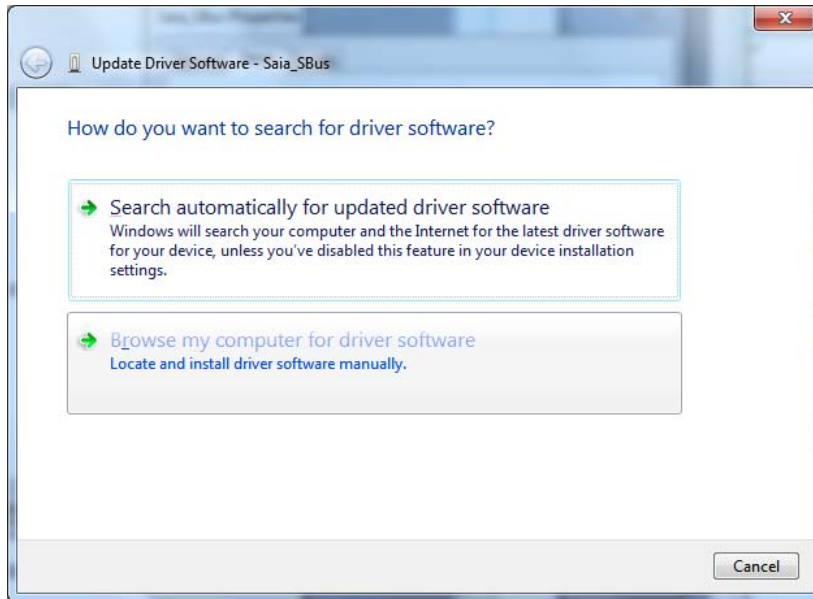 Saia_SBus Properties
Update Driver Software - Saia_SBus
How do you want to search for driver software?
Search automatically for updated driver software
Windows will search your computer and the Internet for the latest driver software
for your device, unless you've disabled this feature in your device installation
settings.
Browse my computer for driver software
Locate and install driver software manually.
Cancel